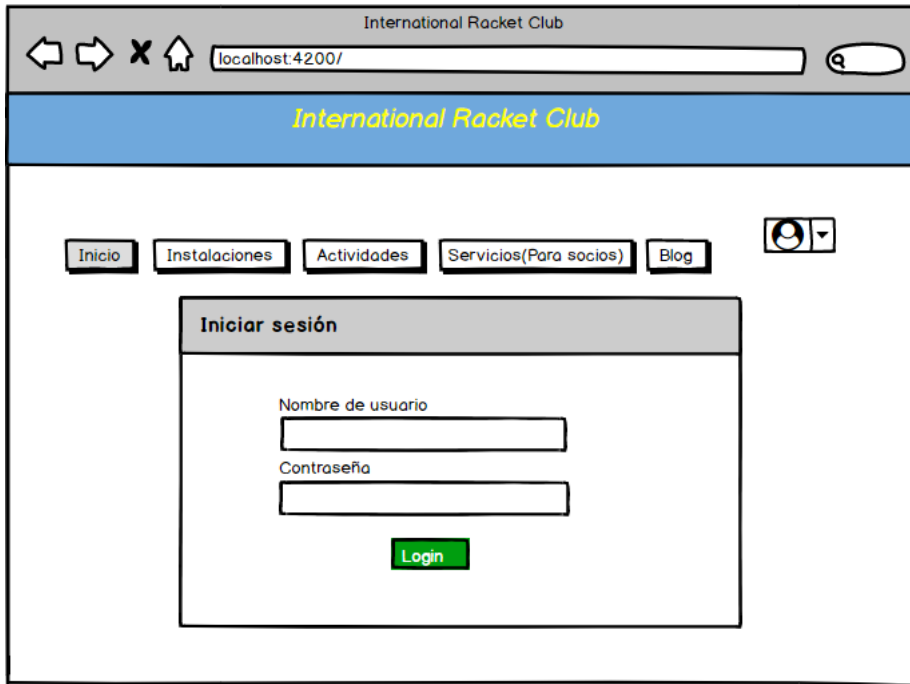 International Racket Club
localhost:4200/
International Racket Club
Inicio Instalaciones Actividades Servicios(Para socios) Blog
Iniciar sesión
Nombre de usuario
Contraseña
Login